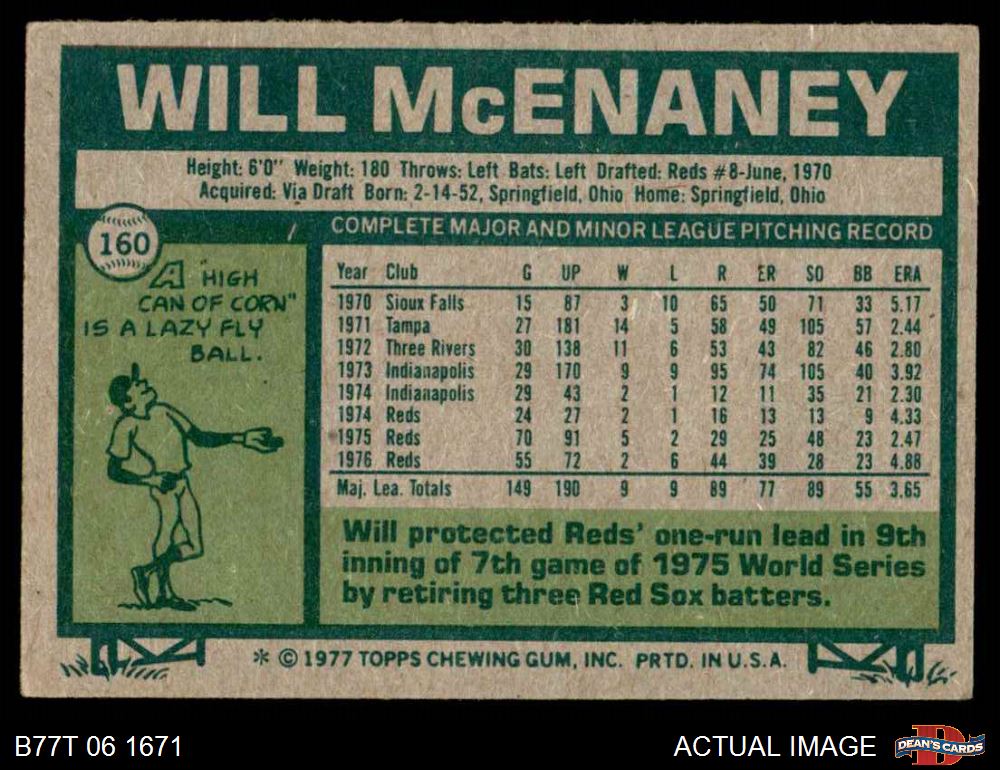 WILL McENANEY
Height: 6'0" Weight: 180 Throws: Left Bats: Left Drafted: Reds #8-June, 1970
Acquired: Via Draft Born: 2-14-52, Springfield, Ohio Home: Springfield, Ohio
160
A "HIGH
CAN OF CORN"
IS A LAZY FLY
BALL.
COMPLETE MAJOR AND MINOR LEAGUE PITCHING RECORD
Year Club G UP W L R ER SO BB ERA
1970 Sioux Falls 15 87 3 10 65 50 71 33 5.17
1971 Tampa 27 181 14 5 58 49 105 57 2.44
1972 Three Rivers 30 138 11 6 53 43 82 46 2.80
1973 Indianapolis 29 170 9 9 95 74 105 40 3.92
1974 Indianapolis 29 43 2 1 12 11 35 21 2.30
1974 Reds 24 27 2 1 16 13 13 9 4.33
1975 Reds 70 91 5 2 29 25 48 23 2.47
1976 Reds 55 72 2 6 44 39 28 23 4.88
Maj. Lea. Totals 149 190 9 9 89 77 89 55 3.65
Will protected Reds' one-run lead in 9th
inning of 7th game of 1975 World Series
by retiring three Red Sox batters.
* © 1977 TOPPS CHEWING GUM, INC. PRTD. IN U.S.A.
B77T 06 1671
ACTUAL IMAGE
D
DEAN'S CARDS